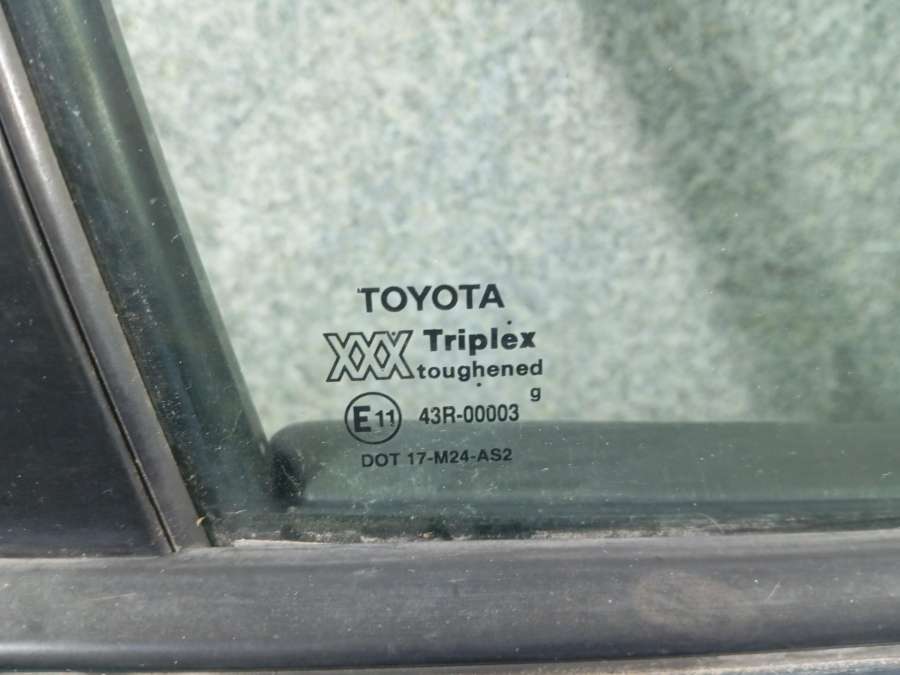 TOYOTA
XXX Triplex
toughened
g
E11 43R-00003
DOT 17-M24-AS2